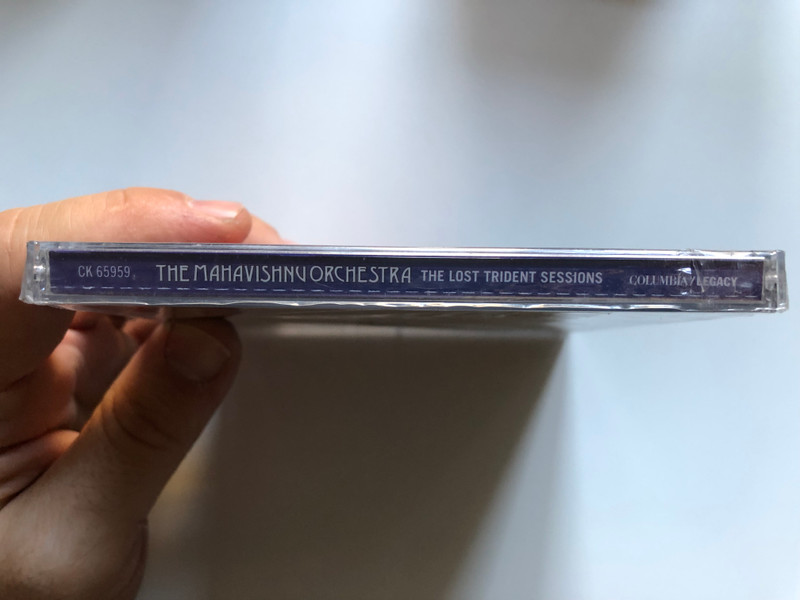 CK 65959 THE MAHAVISHNU ORCHESTRA THE LOST TRIDENT SESSIONS COLUMBIA/LEGACY